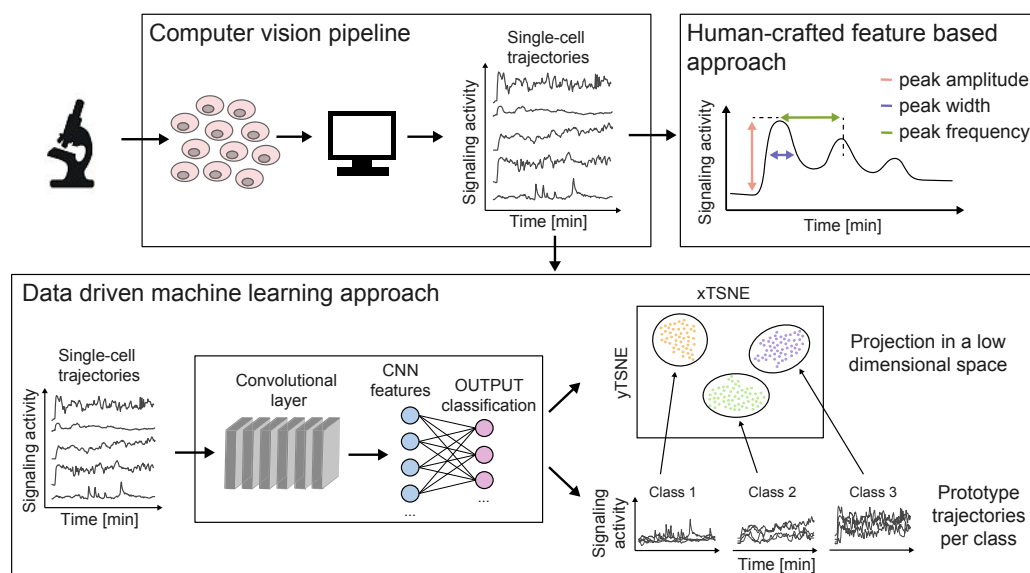 Computer vision pipeline
Single-cell
trajectories
Signaling activity
Time [min]
Human-crafted feature based
approach
peak amplitude
peak width
peak frequency
Signaling activity
Time [min]
Data driven machine learning approach
Single-cell
trajectories
Signaling activity
Time [min]
Convolutional
layer
CNN
features
...
OUTPUT
classification
...
xTSNE
yTSNE
Projection in a low
dimensional space
Class 1
Class 2
Class 3
Signaling
activity
Time [min]
Prototype
trajectories
per class